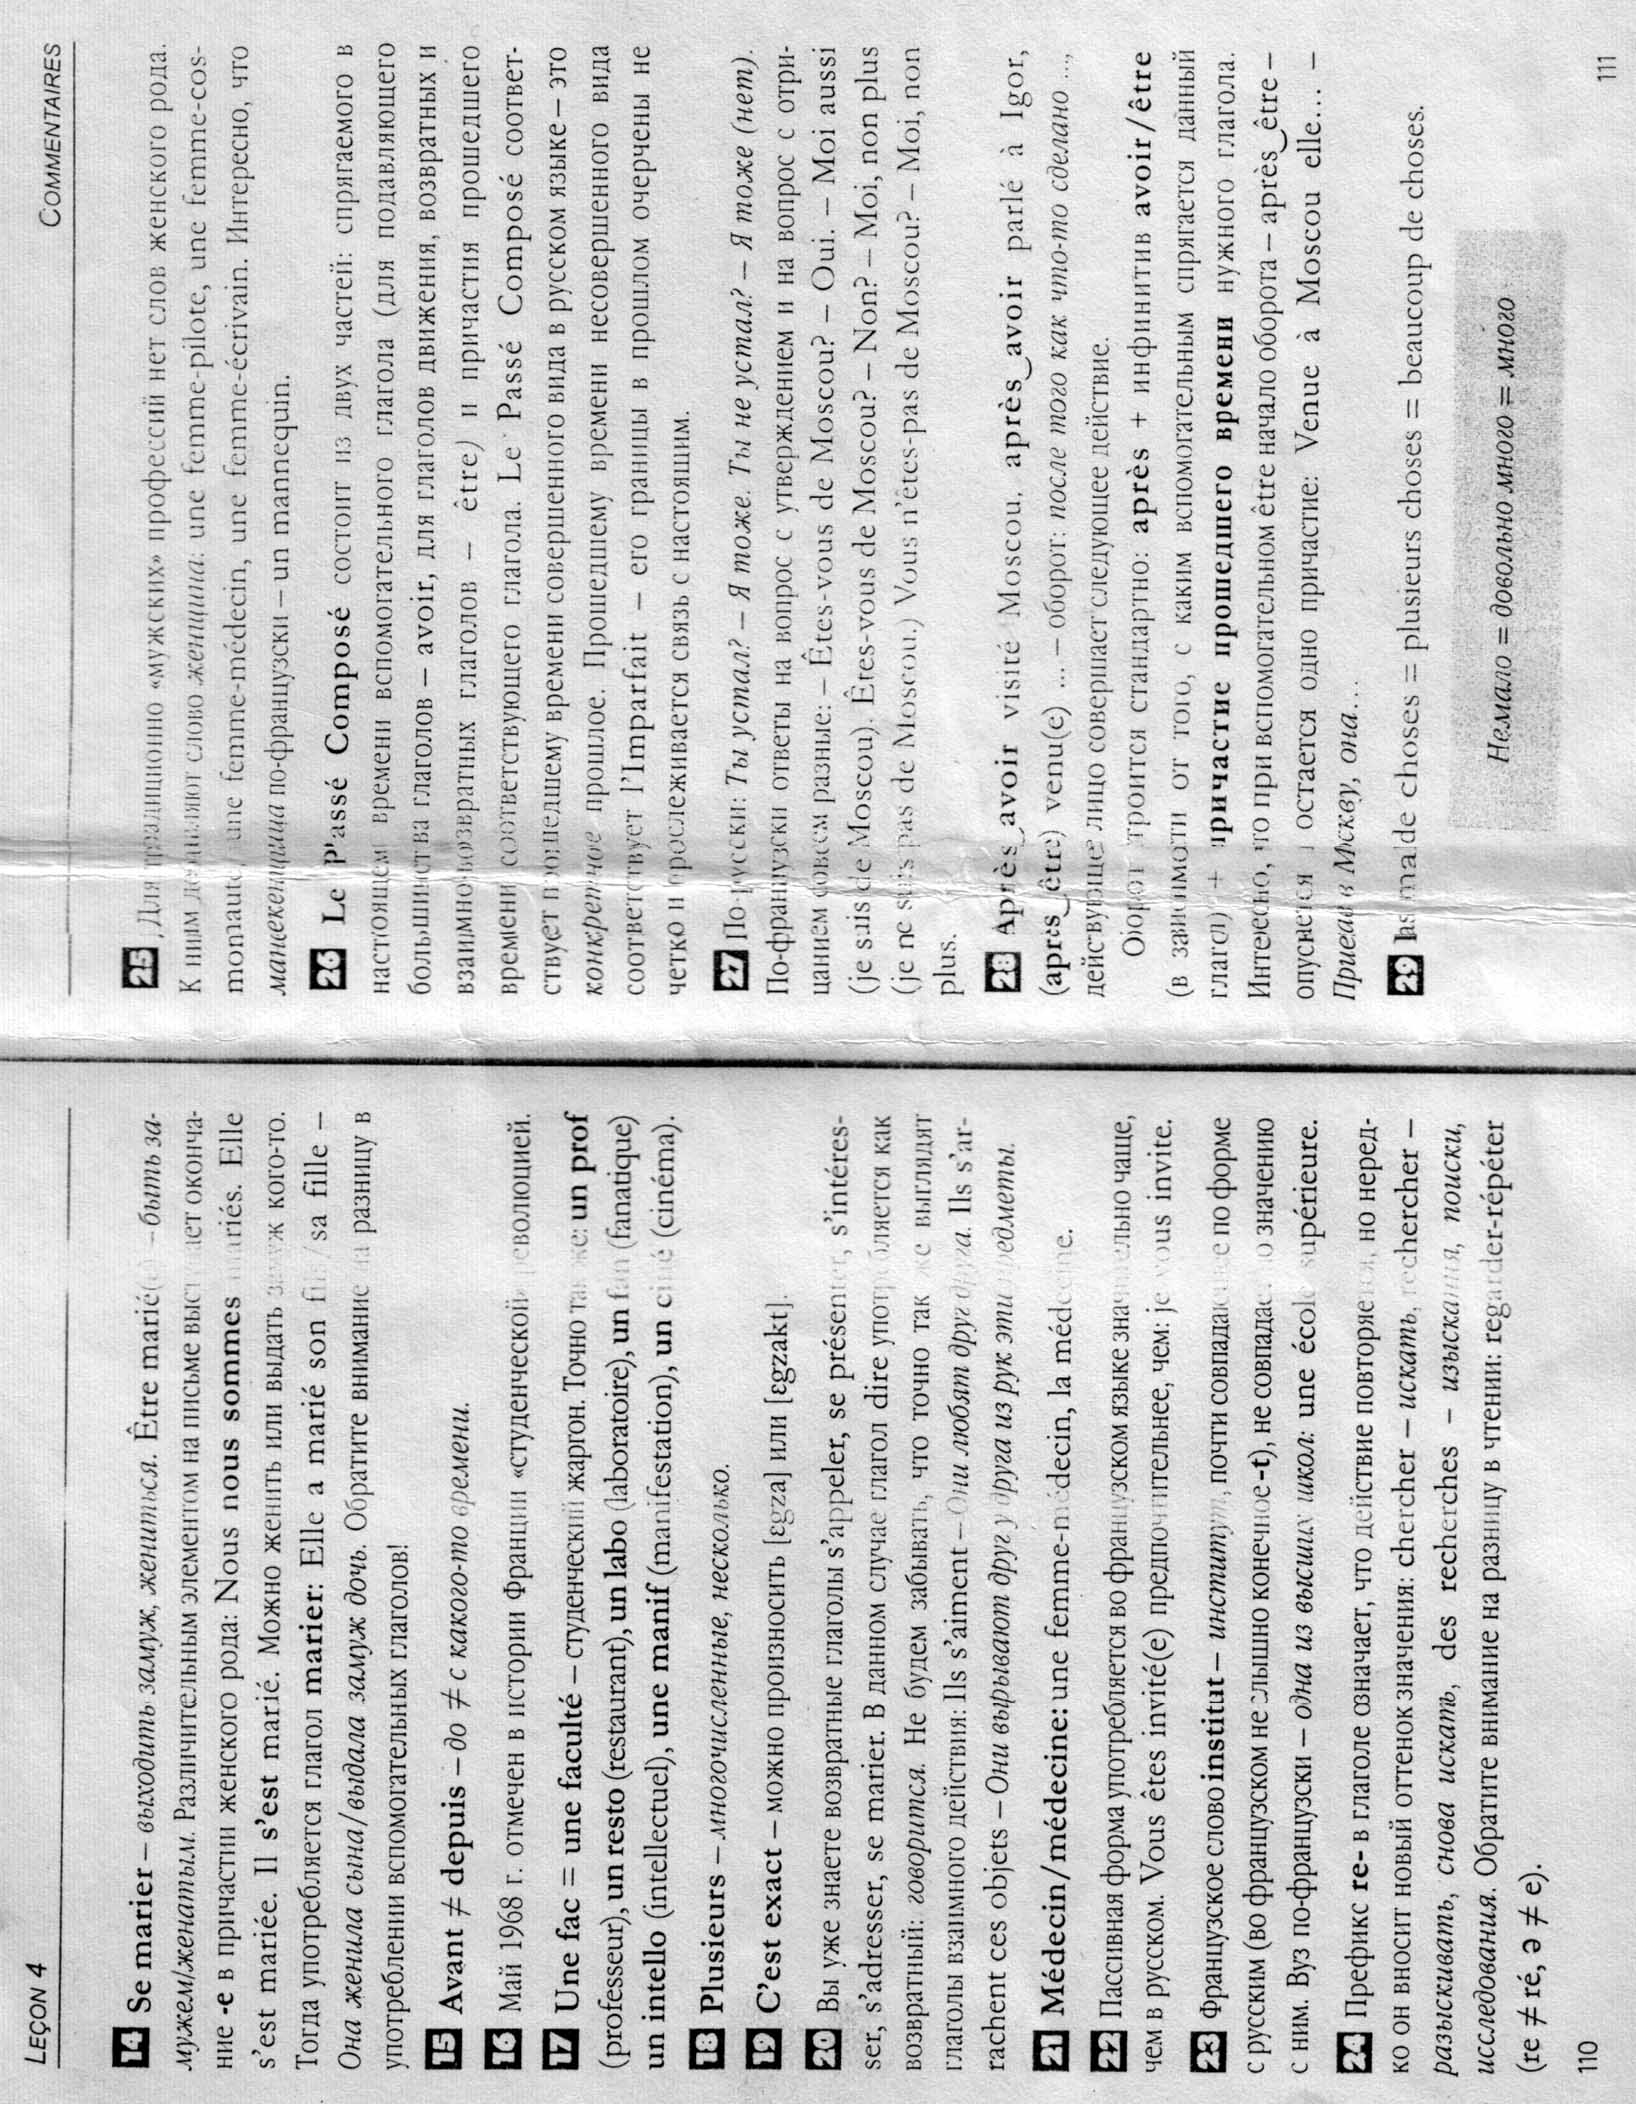 LEÇON 4
14 Se marier – выходить замуж, жениться. Être marié(e) – быть за-
мужем/женатым. Различительным элементом на письме выступает оконча-
ние -е в причастии женского рода: Nous nous sommes mariés. Elle
s'est mariée. Il s'est marié. Можно женить или выдать замуж кого-то.
Тогда употребляется глагол marier: Elle a marié son fils / sa fille –
Она женила сына/выдала замуж дочь. Обратите внимание на разницу в
употреблении вспомогательных глаголов!
15 Avant ≠ depuis – до ≠ с какого-то времени.
16 Май 1968 г. отмечен в истории Франции «студенческой революцией.
17 Une fac = une faculté – студенческий жаргон. Точно также: un prof
(professeur), un resto (restaurant), un labo (laboratoire), un fan (fanatique)
un intello (intellectuel), une manif (manifestation), un ciné (cinéma).
18 Plusieurs – многочисленные, несколько.
19 C'est exact – можно произносить [ɛgza] или [ɛgzakt].
20 Вы уже знаете возвратные глаголы s'appeler, se présenter, s'intéres-
ser, s'adresser, se marier. В данном случае глагол dire употребляется как
возвратный: говорится. Не будем забывать, что точно так же выглядят
глаголы взаимного действия: Ils s'aiment – Они любят друг друга. Ils s'ar-
rachent ces objets – Они вырывают друг у друга из рук эти предметы.
21 Médecin/médecine: une femme-médecin, la médecine.
22 Пассивная форма употребляется во французском языке значительно чаще,
чем в русском. Vous êtes invité(e) предпочтительнее, чем: je vous invite.
23 Французское слово institut – институт, почти совпадающее по форме
с русским (во французском не слышно конечное -t), не совпадает по значению
с ним. Вуз по-французски – одна из высших школ: une école supérieure.
24 Префикс re- в глаголе означает, что действие повторяется, но неред-
ко он вносит новый оттенок значения: chercher – искать, rechercher –
разыскивать, снова искать, des recherches – изыскания, поиски,
исследования. Обратите внимание на разницу в чтении: regarder-répéter
(re ≠ ré, ə ≠ e).
110
COMMENTAIRES
25 Для традиционно «мужских» профессий нет слов женского рода.
К ним добавляют слово женщина: une femme-pilote, une femme-cos-
monaute, une femme-médecin, une femme-écrivain. Интересно, что
манекенщица по-французски – un mannequin.
26 Le Passé Composé состоит из двух частей: спрягаемого в
настоящем времени вспомогательного глагола (для подавляющего
большинства глаголов – avoir, для глаголов движения, возвратных и
взаимновозвратных глаголов – être) и причастия прошедшего
времени соответствующего глагола. Le Passé Composé соответ-
ствует прошедшему времени совершенного вида в русском языке – это
конкретное прошлое. Прошедшему времени несовершенного вида
соответствует l'Imparfait – его границы в прошлом очерчены не
четко и прослеживается связь с настоящим.
27 По-русски: Ты устал? – Я тоже. Ты не устал? – Я тоже (нет).
По-французски ответы на вопрос с утверждением и на вопрос с отри-
цанием совсем разные: – Êtes-vous de Moscou? – Oui. – Moi aussi
(je suis de Moscou). Êtes-vous de Moscou? – Non? – Moi, non plus
(je ne suis pas de Moscou.) Vous n'êtes-pas de Moscou? – Moi, non
plus.
28 Après avoir visité Moscou, après avoir parlé à Igor,
(après être) venu(e) ... – оборот: после того как что-то сделано ...,
действующее лицо совершает следующее действие.
Оборот строится стандартно: après + инфинитив avoir/être
(в зависимости от того, с каким вспомогательным спрягается данный
глагол) + причастие прошедшего времени нужного глагола.
Интересно, что при вспомогательном être начало оборота – après être –
опускается и остается одно причастие: Venue à Moscou elle... –
Приехав в Москву, она...
29 Pas mal de choses = plusieurs choses = beaucoup de choses.
Немало = довольно много = много
111